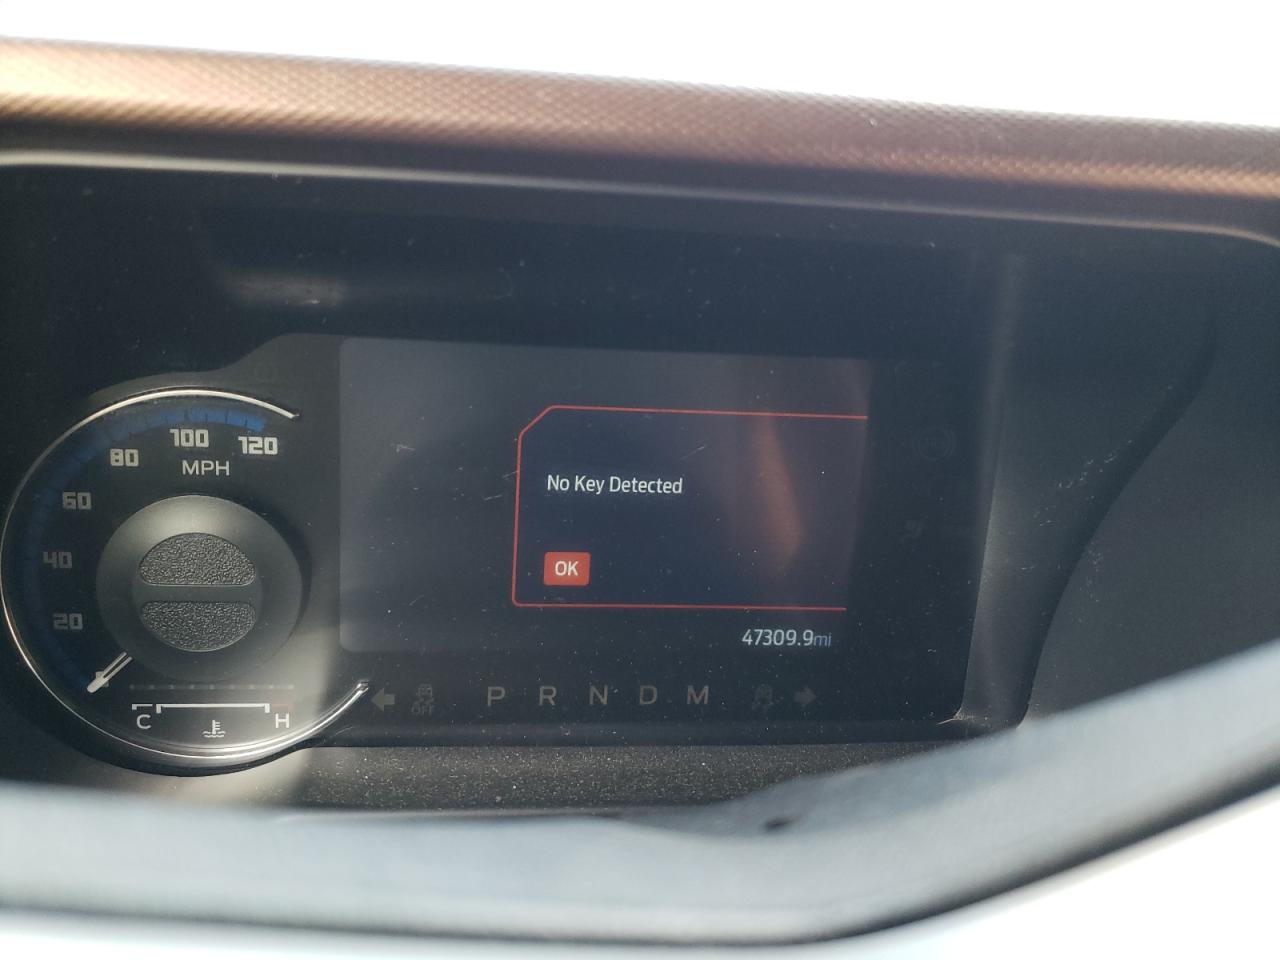 120
100
80
MPH
60
No Key Detected
40
OK
20
47309.9mi
P R N D M
OFF
C
H